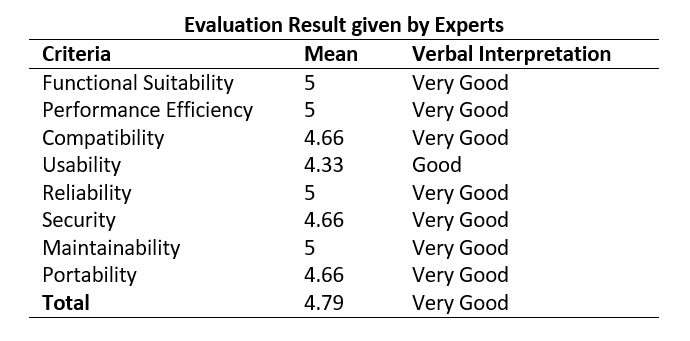 Evaluation Result given by Experts
Criteria Mean Verbal Interpretation
Functional Suitability 5 Very Good
Performance Efficiency 5 Very Good
Compatibility 4.66 Very Good
Usability 4.33 Good
Reliability 5 Very Good
Security 4.66 Very Good
Maintainability 5 Very Good
Portability 4.66 Very Good
Total 4.79 Very Good